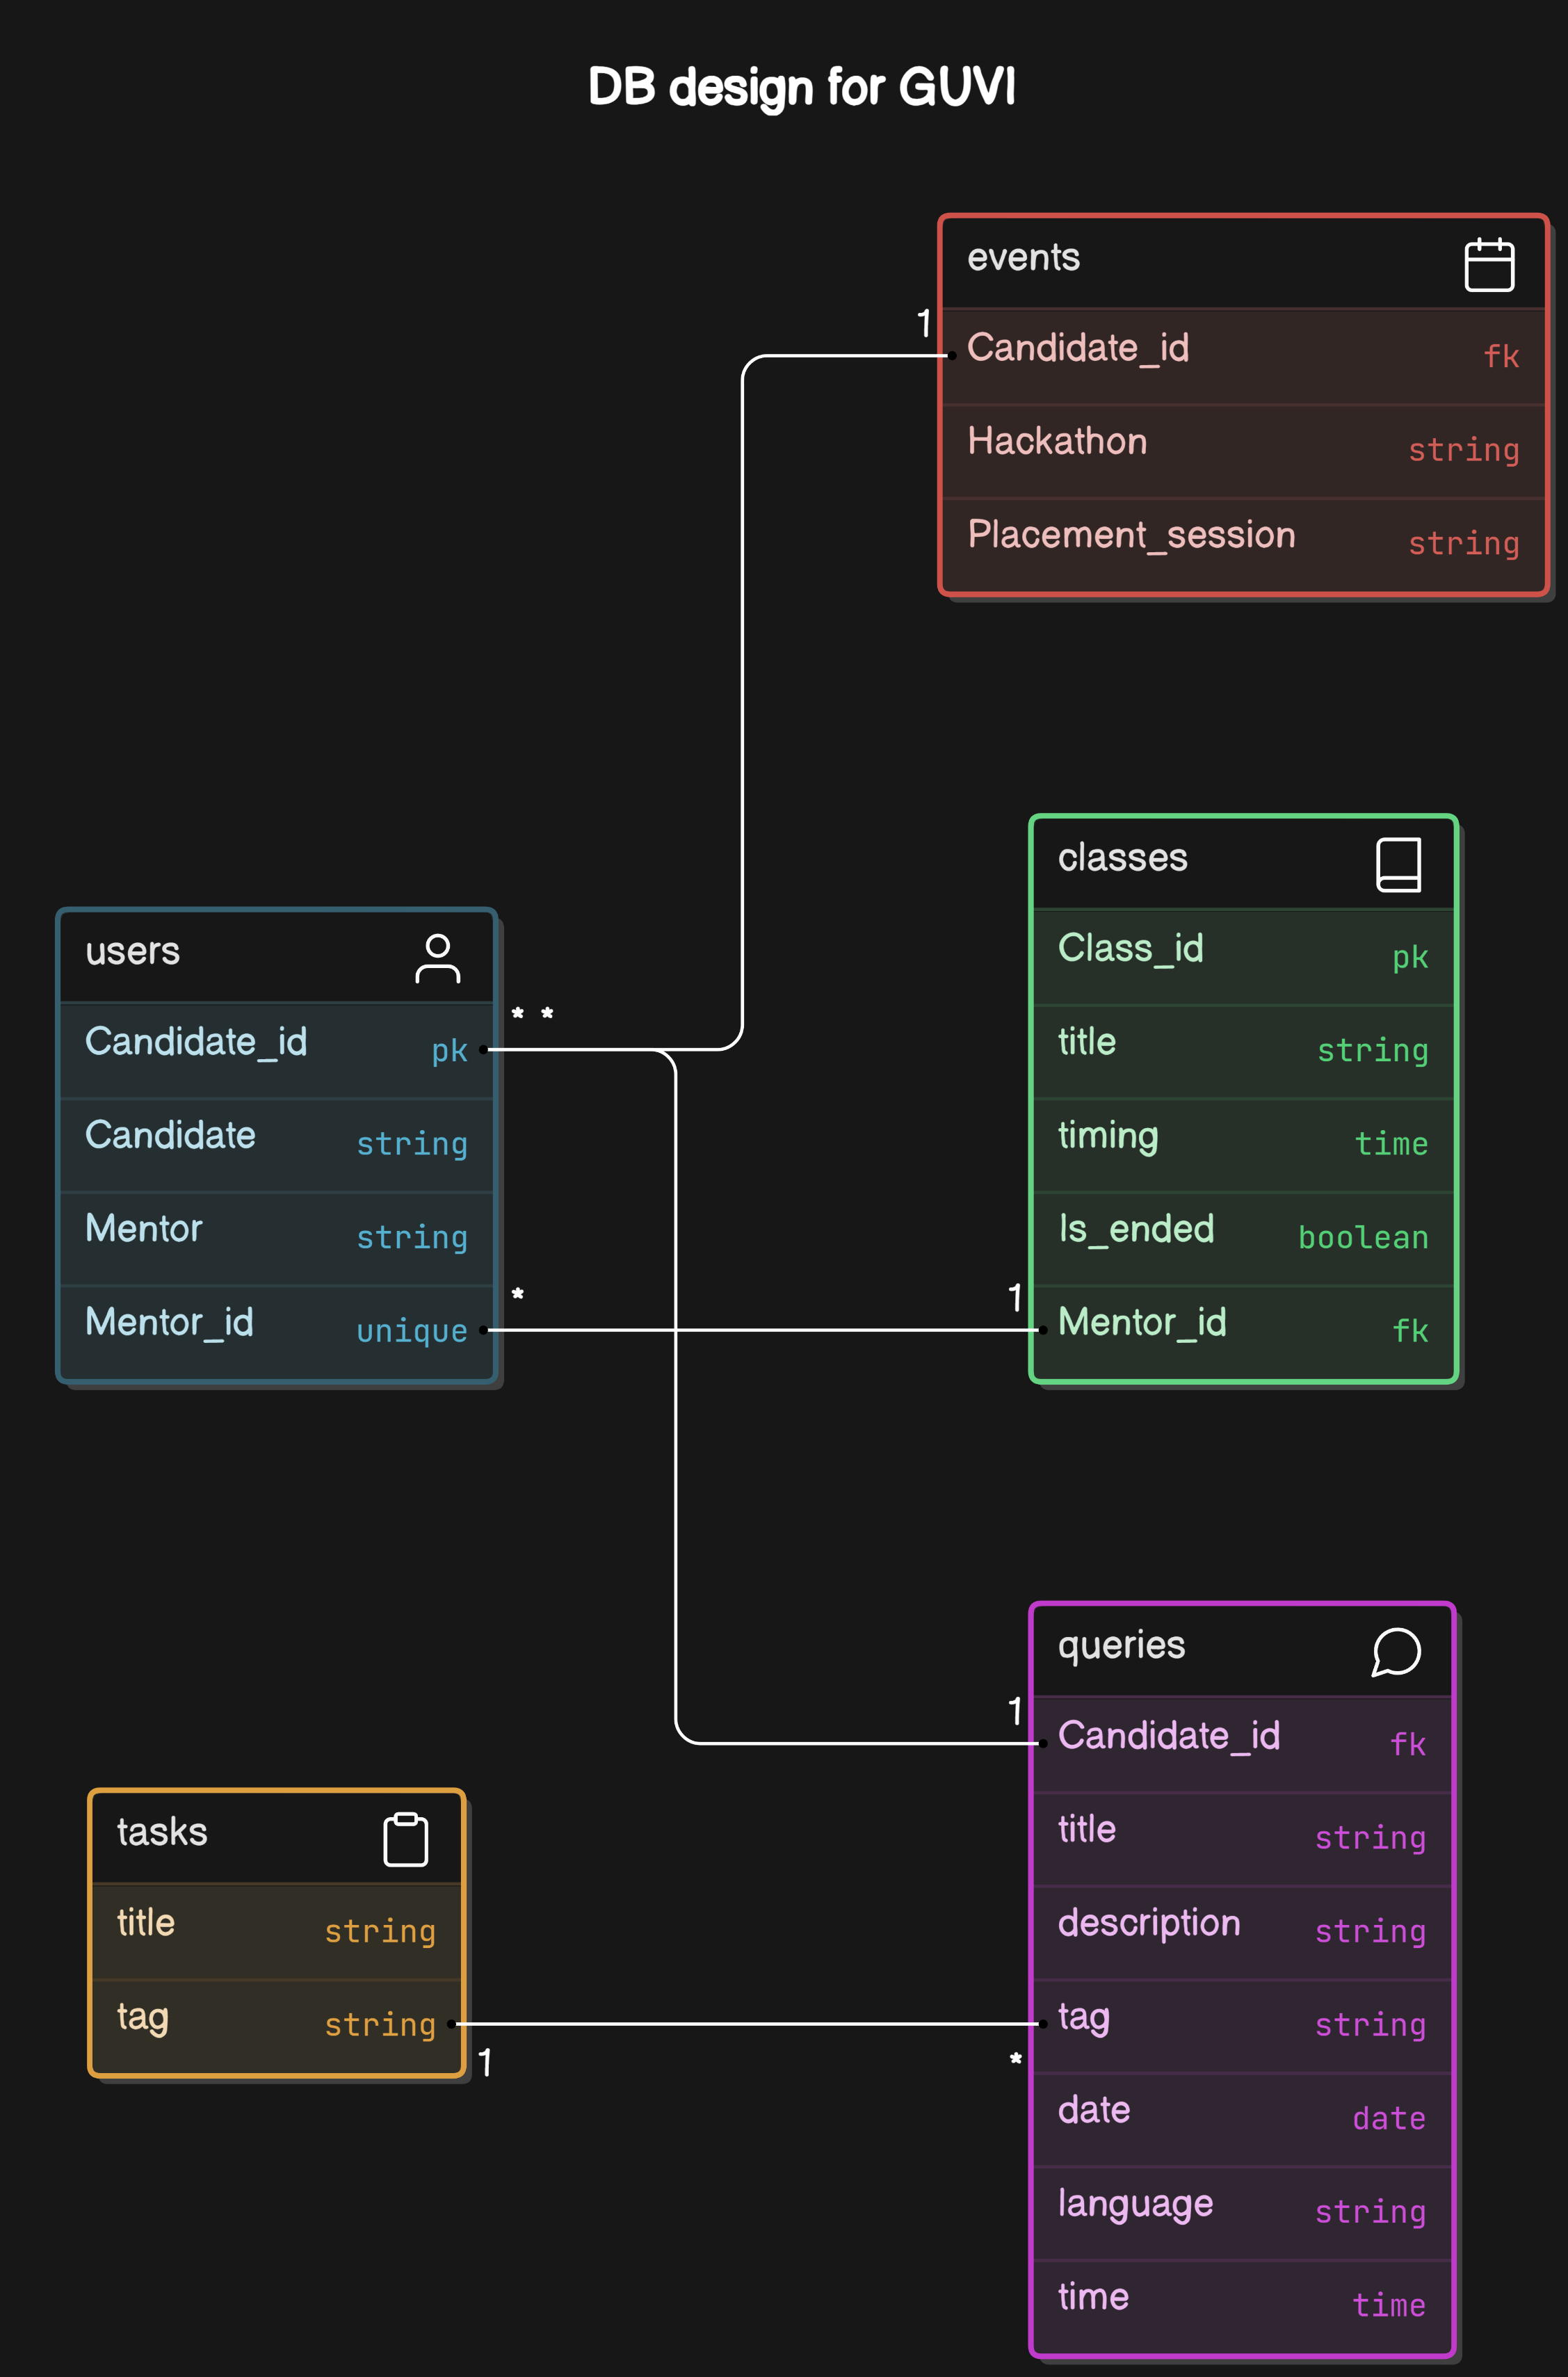 DB design for GUVI
events
1
Candidate_id fk
Hackathon string
Placement_session string
classes
Class_id pk
title string
timing time
Is_ended boolean
1
Mentor_id fk
users
* *
Candidate_id pk
Candidate string
Mentor string
*
Mentor_id unique
queries
1
Candidate_id fk
title string
description string
tag string
*
date date
language string
time time
tasks
title string
tag string
1